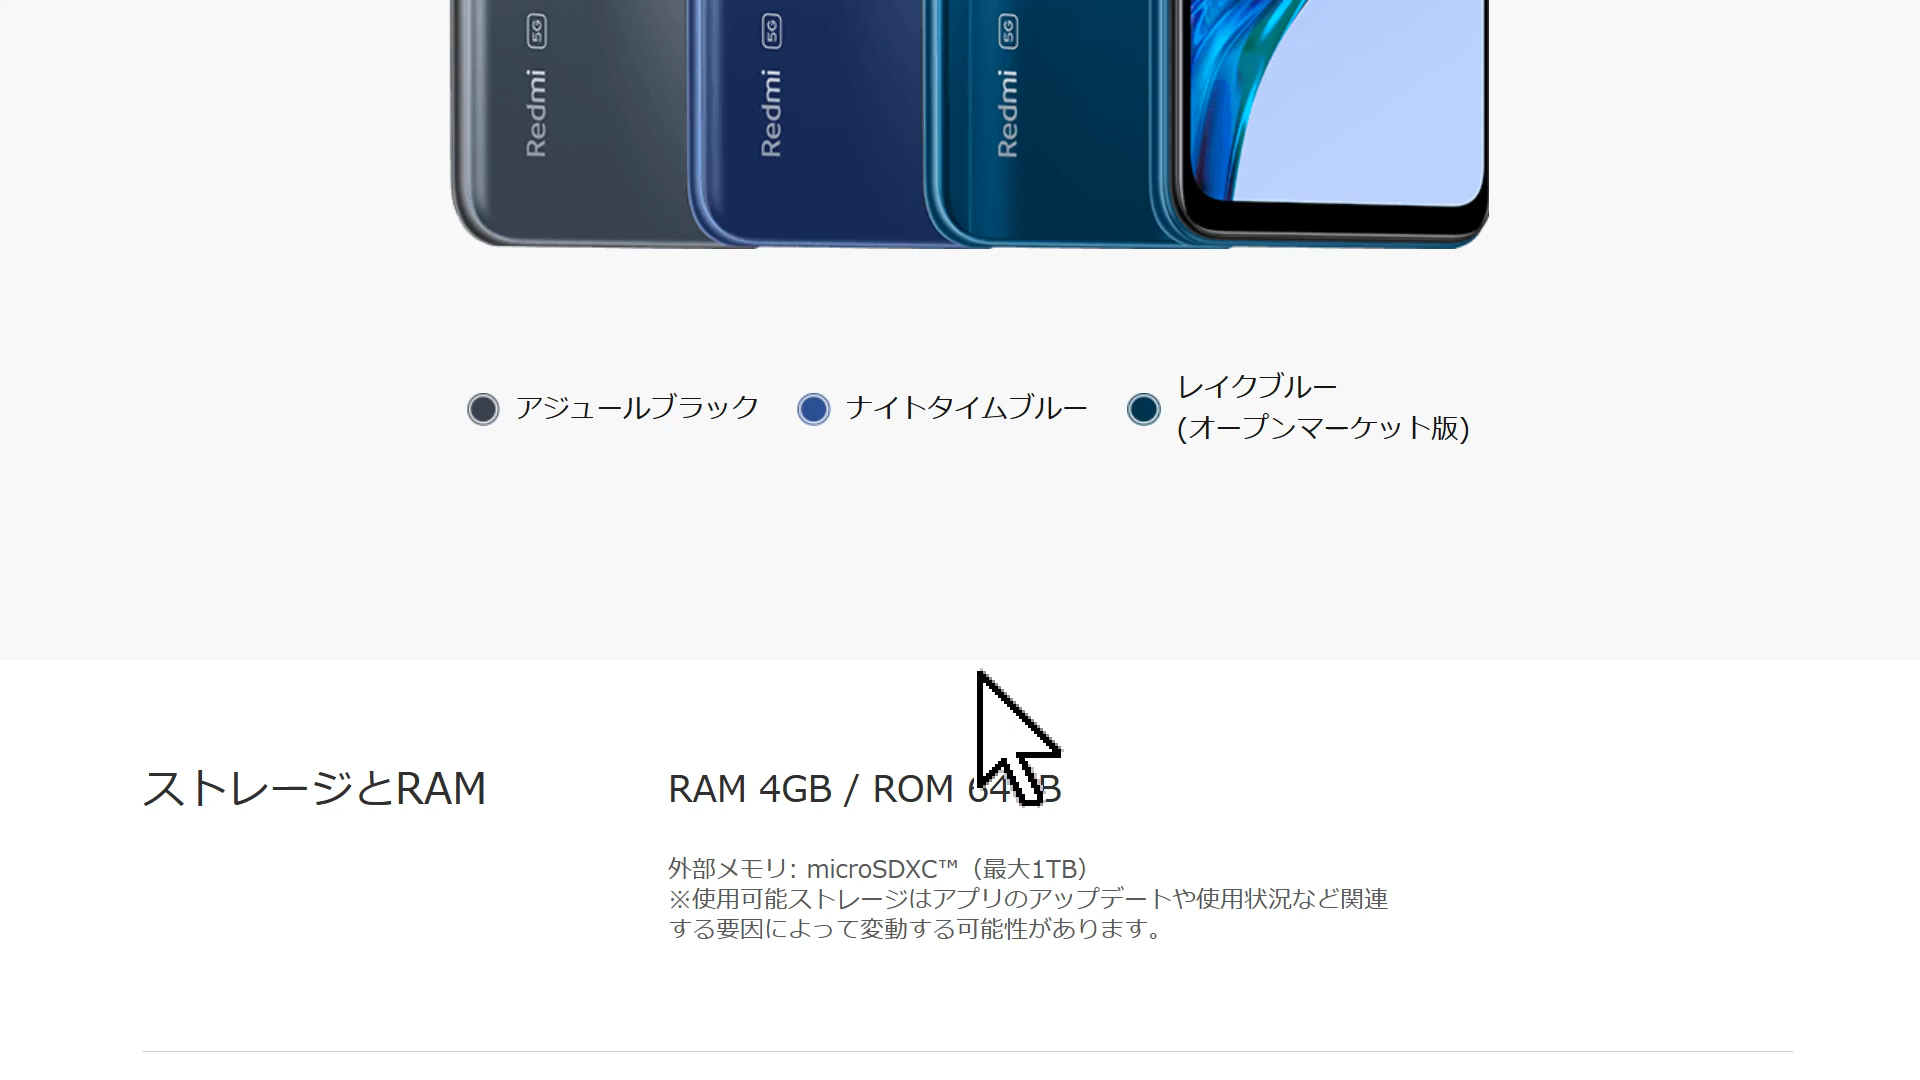 Redmi 5G
Redmi 5G
Redmi 5G
アジュールブラック
ナイトタイムブルー
レイクブルー
(オープンマーケット版)
ストレージとRAM
RAM 4GB / ROM
外部メモリ: microSDXC™（最大1TB）
※使用可能ストレージはアプリのアップデートや使用状況など関連
する要因によって変動する可能性があります。